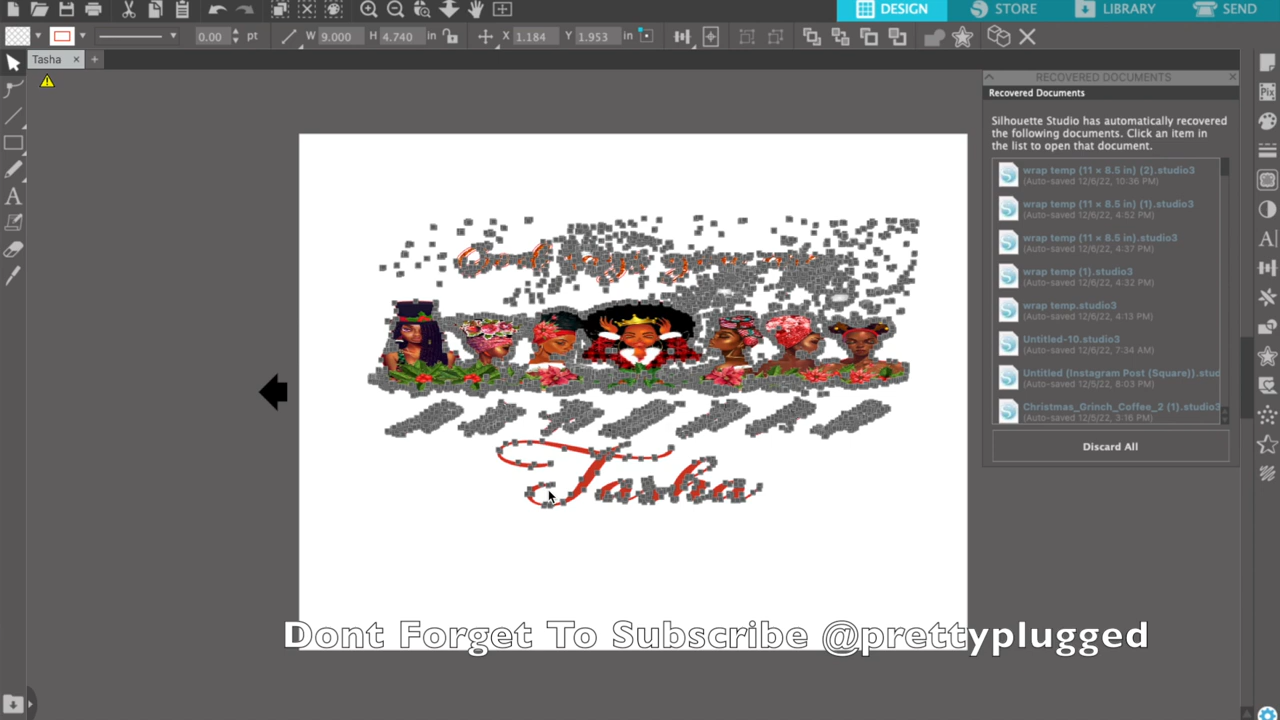 DESIGN
STORE
LIBRARY
SEND
0.00 pt
W 9.000 H 4.740 in
X 1.184 Y 1.953 in
Tasha × +
RECOVERED DOCUMENTS
Recovered Documents
Silhouette Studio has automatically recovered
the following documents. Click an item in
the list to open that document.
wrap temp (11 × 8.5 in) (2).studio3
(Auto-saved 12/6/22, 10:36 PM)
wrap temp (11 × 8.5 in) (1).studio3
(Auto-saved 12/6/22, 4:52 PM)
wrap temp (11 × 8.5 in).studio3
(Auto-saved 12/6/22, 4:37 PM)
wrap temp (1).studio3
(Auto-saved 12/6/22, 4:32 PM)
wrap temp.studio3
(Auto-saved 12/6/22, 4:13 PM)
Untitled-10.studio3
(Auto-saved 12/6/22, 7:34 AM)
Untitled (Instagram Post (Square)).stud
(Auto-saved 12/5/22, 8:03 PM)
Christmas_Grinch_Coffee_2 (1).studio3
(Auto-saved 12/5/22, 3:16 PM)
Discard All
Tasha
Dont Forget To Subscribe @prettyplugged